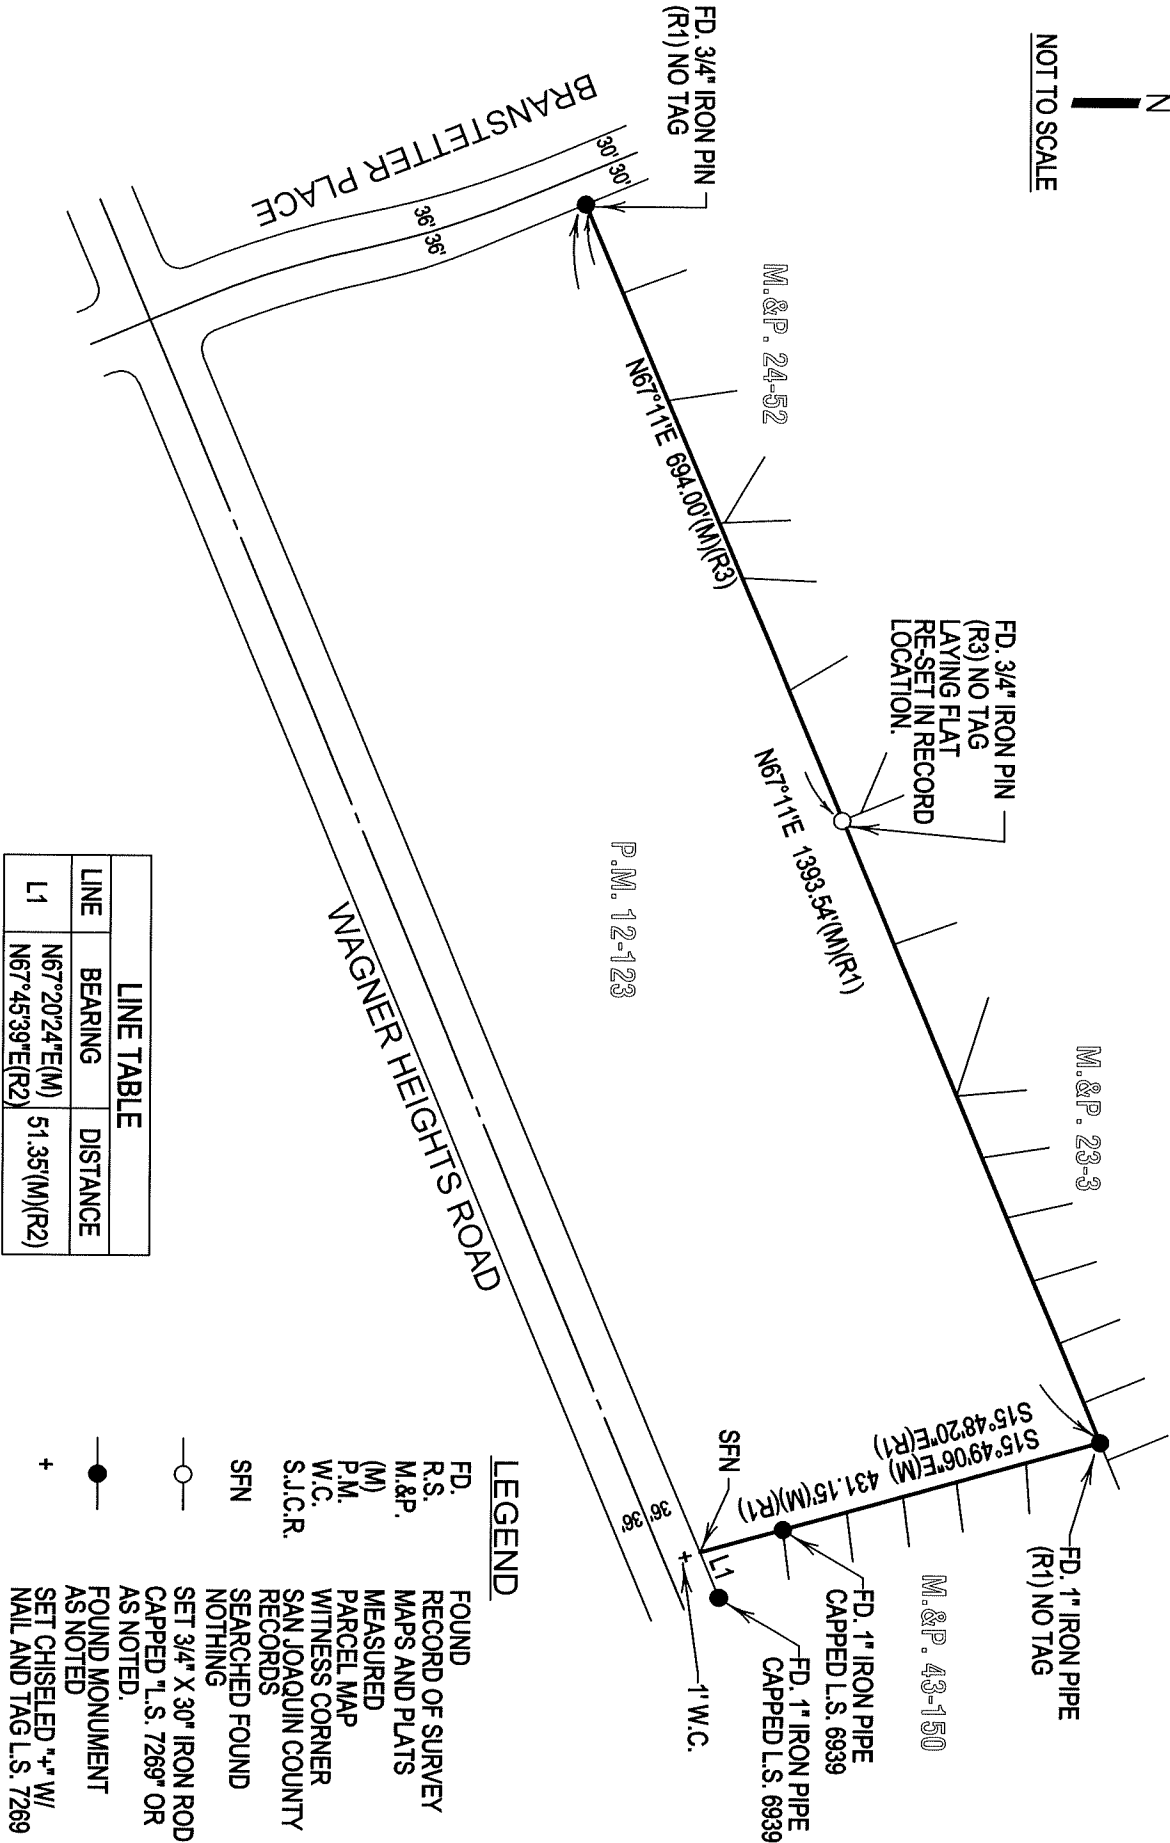 N
NOT TO SCALE
FD. 3/4" IRON PIN
(R1) NO TAG
BRANSTETTER PLACE
30' 30'
36' 36'
M.&P. 24-52
N67°11'E 694.00'(M)(R3)
FD. 3/4" IRON PIN
(R3) NO TAG
LAYING FLAT
RE-SET IN RECORD
LOCATION.
N67°11'E 1393.54'(M)(R1)
P.M. 12-123
M.&P. 23-3
WAGNER HEIGHTS ROAD
S15°48'20"E(R1)
S15°49'06"E(M) 431.15'(M)(R1)
FD. 1" IRON PIPE
(R1) NO TAG
M.&P. 43-150
FD. 1" IRON PIPE
CAPPED L.S. 6939
FD. 1" IRON PIPE
CAPPED L.S. 6939
SFN
L1
+
1' W.C.
36' 36'
LINE TABLE
LINE BEARING DISTANCE
L1 N67°20'24"E(M) 51.35'(M)(R2)
N67°45'39"E(R2)
LEGEND
FD. FOUND
R.S. RECORD OF SURVEY
M.&P. MAPS AND PLATS
(M) MEASURED
P.M. PARCEL MAP
W.C. WITNESS CORNER
S.J.C.R. SAN JOAQUIN COUNTY
RECORDS
SFN SEARCHED FOUND
NOTHING
SET 3/4" X 30" IRON ROD
CAPPED "L.S. 7269" OR
AS NOTED.
FOUND MONUMENT
AS NOTED
+ SET CHISELED "+" W/
NAIL AND TAG L.S. 7269